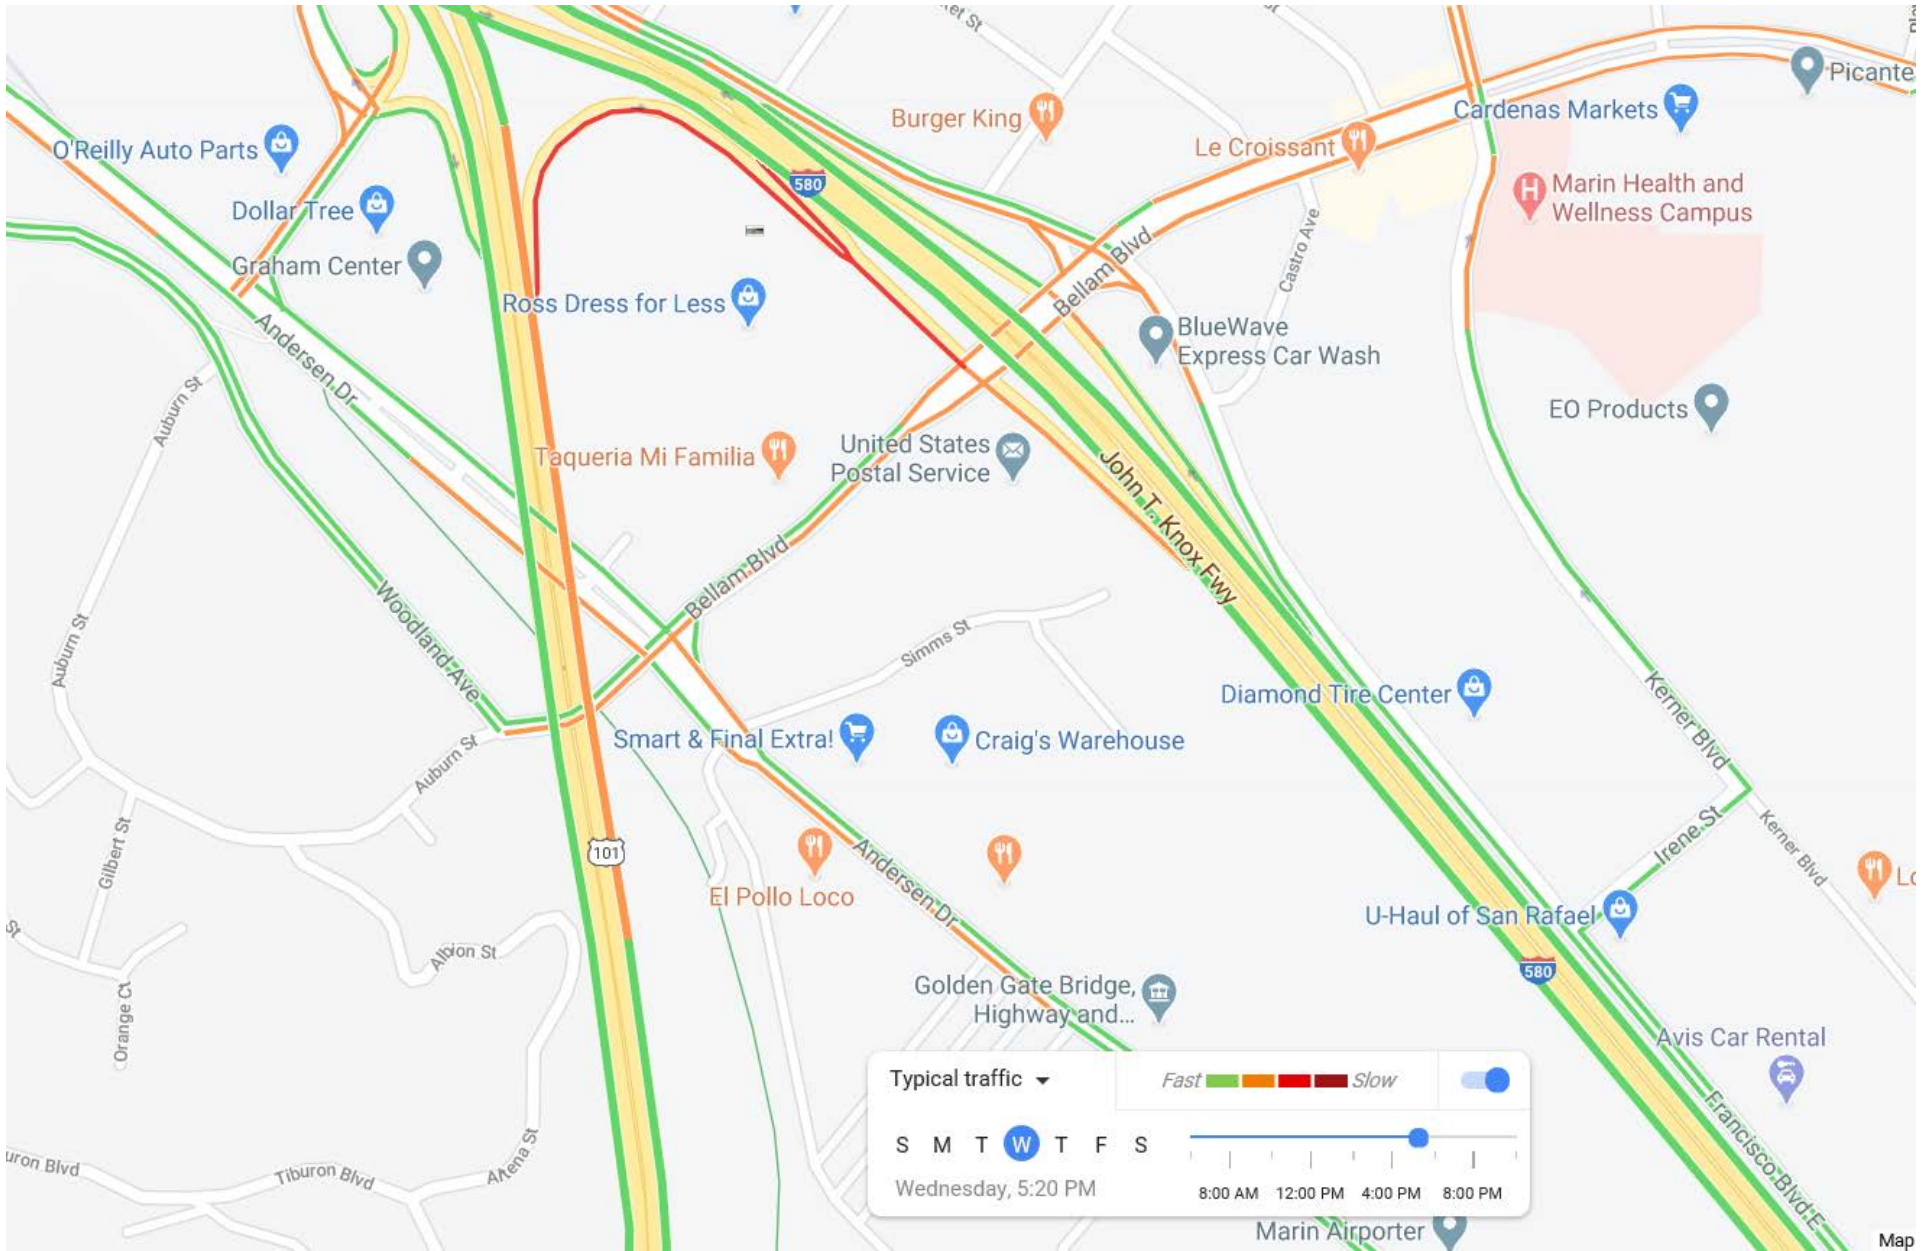 Burger King
Picante
Cardenas Markets
Le Croissant
O'Reilly Auto Parts
580
Marin Health and
Wellness Campus
Dollar Tree
Graham Center
Castro Ave
Bellam Blvd
Ross Dress for Less
BlueWave
Express Car Wash
Andersen Dr
Auburn St
EO Products
United States
Postal Service
Taqueria Mi Familia
John T. Knox Fwy
Bellam Blvd
Woodland Ave
Auburn St
Simms St
Diamond Tire Center
Kerner Blvd
Smart & Final Extra!
Craig's Warehouse
Auburn St
Irene St
Kerner Blvd
101
Gilbert St
El Pollo Loco
Andersen Dr
U-Haul of San Rafael
Lo
St
Albion St
580
Golden Gate Bridge,
Highway and...
Orange Ct
Avis Car Rental
Typical traffic
Fast
Slow
Francisco Blvd E
S M T W T F S
Altena St
uron Blvd
Tiburon Blvd
Wednesday, 5:20 PM
8:00 AM 12:00 PM 4:00 PM 8:00 PM
Marin Airporter
Map